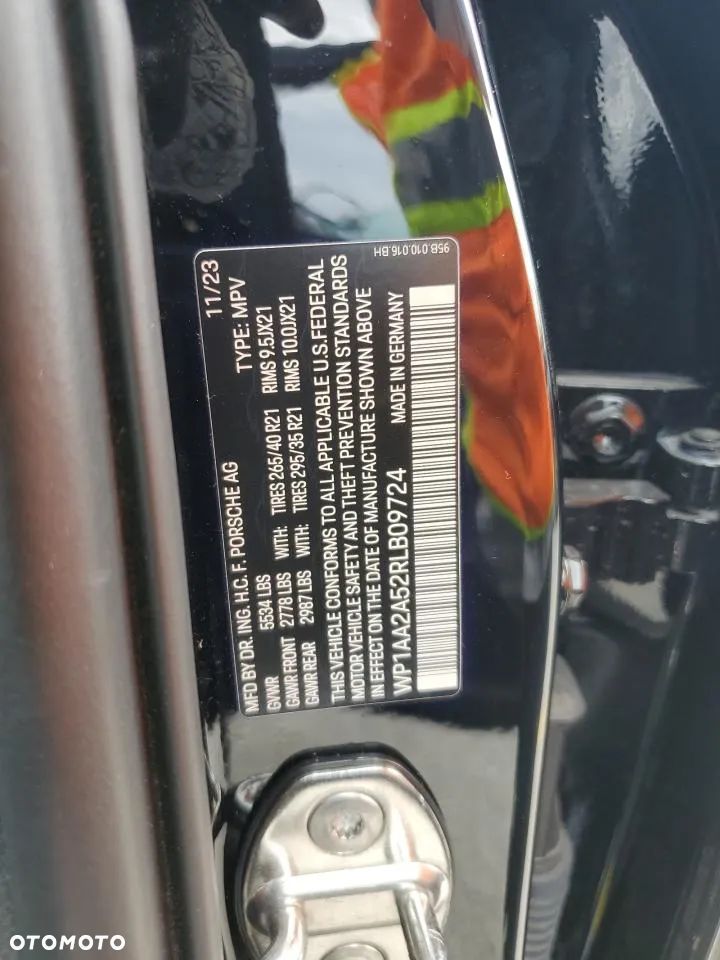 MFD BY DR. ING. H.C. F. PORSCHE AG 11/23
GVWR 5534 LBS TYPE: MPV
GAWR FRONT 2778 LBS WITH: TIRES 265/40 R21 RIMS 9.5JX21
GAWR REAR 2987 LBS WITH: TIRES 295/35 R21 RIMS 10.0JX21
THIS VEHICLE CONFORMS TO ALL APPLICABLE U.S. FEDERAL
MOTOR VEHICLE SAFETY AND THEFT PREVENTION STANDARDS
IN EFFECT ON THE DATE OF MANUFACTURE SHOWN ABOVE
WP1AA2A52RLB09724 MADE IN GERMANY
95B.010.016.BH
OTOMOTO